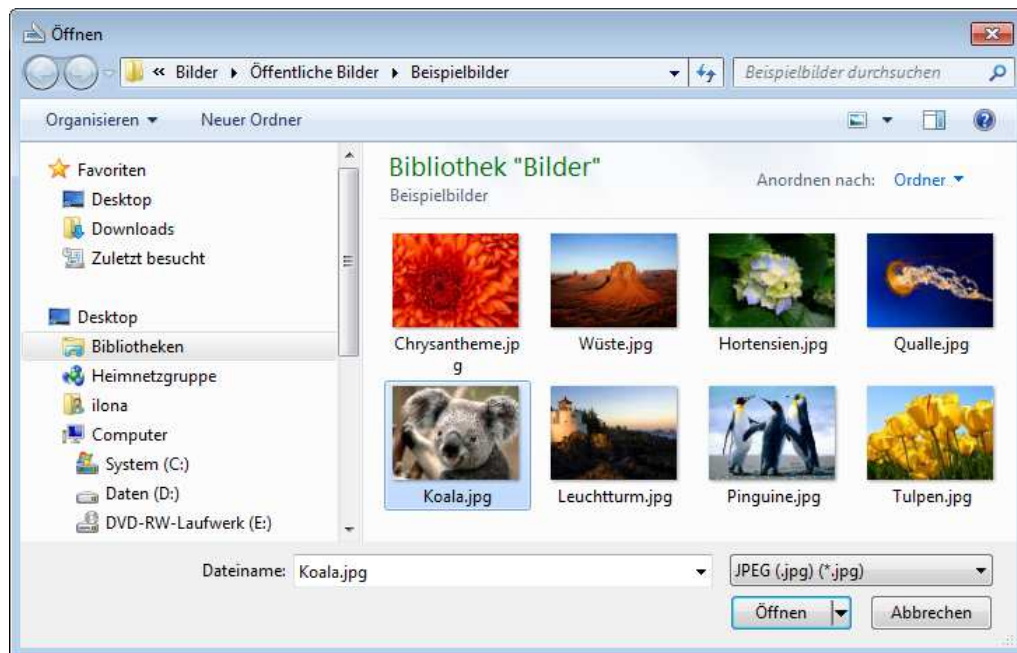 Öffnen
« Bilder ▸ Öffentliche Bilder ▸ Beispielbilder
Beispielbilder durchsuchen
Organisieren
Neuer Ordner
Favoriten
Desktop
Downloads
Zuletzt besucht
Desktop
Bibliotheken
Heimnetzgruppe
ilona
Computer
System (C:)
Daten (D:)
DVD-RW-Laufwerk (E:)
Bibliothek "Bilder"
Beispielbilder
Anordnen nach: Ordner
Chrysantheme.jp
g
Wüste.jpg
Hortensien.jpg
Qualle.jpg
Koala.jpg
Leuchtturm.jpg
Pinguine.jpg
Tulpen.jpg
Dateiname: Koala.jpg
JPEG (.jpg) (*.jpg)
Öffnen
Abbrechen